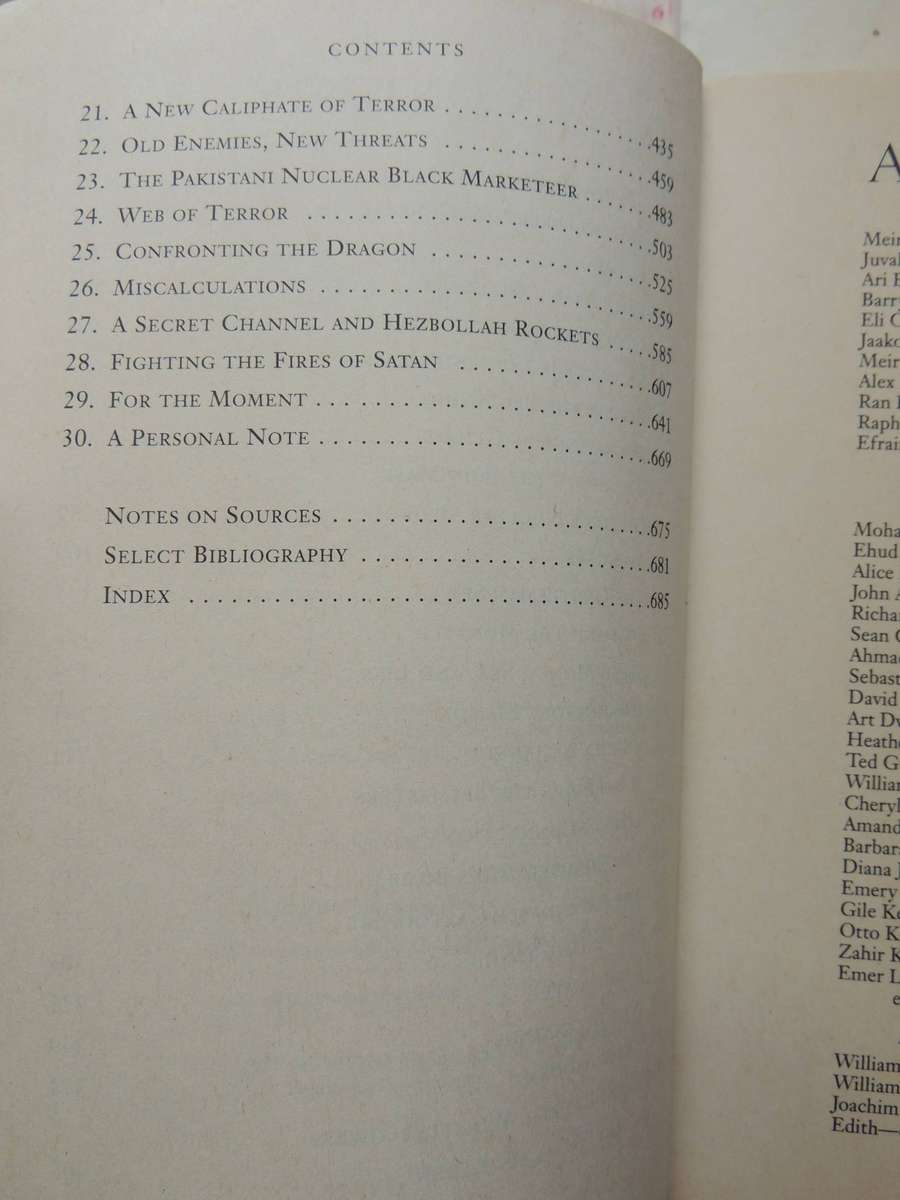 CONTENTS
21. A NEW CALIPHATE OF TERROR . . . . . . . . . . . . . . . . . .435
22. OLD ENEMIES, NEW THREATS . . . . . . . . . . . . . . . . . .459
23. THE PAKISTANI NUCLEAR BLACK MARKETEER . . . . . .483
24. WEB OF TERROR . . . . . . . . . . . . . . . . . . . . . . . . . . .503
25. CONFRONTING THE DRAGON . . . . . . . . . . . . . . . . . .525
26. MISCALCULATIONS . . . . . . . . . . . . . . . . . . . . . . . . . .559
27. A SECRET CHANNEL AND HEZBOLLAH ROCKETS . . . . .585
28. FIGHTING THE FIRES OF SATAN . . . . . . . . . . . . . . . .607
29. FOR THE MOMENT . . . . . . . . . . . . . . . . . . . . . . . . . .641
30. A PERSONAL NOTE . . . . . . . . . . . . . . . . . . . . . . . . . .669
NOTES ON SOURCES . . . . . . . . . . . . . . . . . . . . . . . . .675
SELECT BIBLIOGRAPHY . . . . . . . . . . . . . . . . . . . . . . .681
INDEX . . . . . . . . . . . . . . . . . . . . . . . . . . . . . . . . . . .685
A
Meir
Ari
Barry
Eli
Meir
Alex
Ran
Ehud
Alice
John
Sean
David
Art
Ted
William
Cheryl
Diana
Emery
Gile
Otto
Zahir
Emer
William
William
Joachim
Edith—